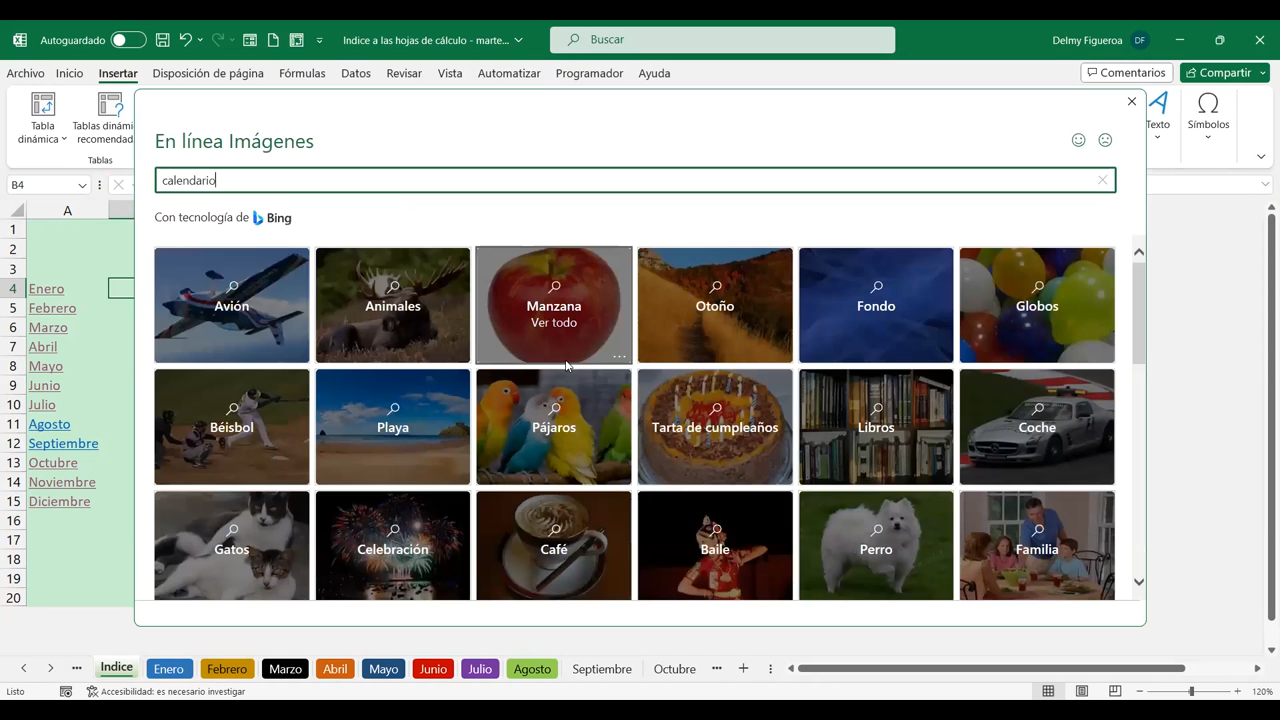 Autoguardado
Indice a las hojas de cálculo - marte...
Buscar
Delmy Figueroa DF
Archivo Inicio Insertar Disposición de página Fórmulas Datos Revisar Vista Automatizar Programador Ayuda Comentarios Compartir
Tabla
dinámica
Tablas dinámi
recomendad
Tablas
Texto
Símbolos
En línea Imágenes
calendario
Con tecnología de Bing
Avión
Animales
Manzana
Ver todo
...
Otoño
Fondo
Globos
Béisbol
Playa
Pájaros
Tarta de cumpleaños
Libros
Coche
Gatos
Celebración
Café
Baile
Perro
Familia
B4
A
1
2
3
4 Enero
5 Febrero
6 Marzo
7 Abril
8 Mayo
9 Junio
10 Julio
11 Agosto
12 Septiembre
13 Octubre
14 Noviembre
15 Diciembre
16
17
18
19
20
... Indice Enero Febrero Marzo Abril Mayo Junio Julio Agosto Septiembre Octubre ...
Listo Accesibilidad: es necesario investigar 120%